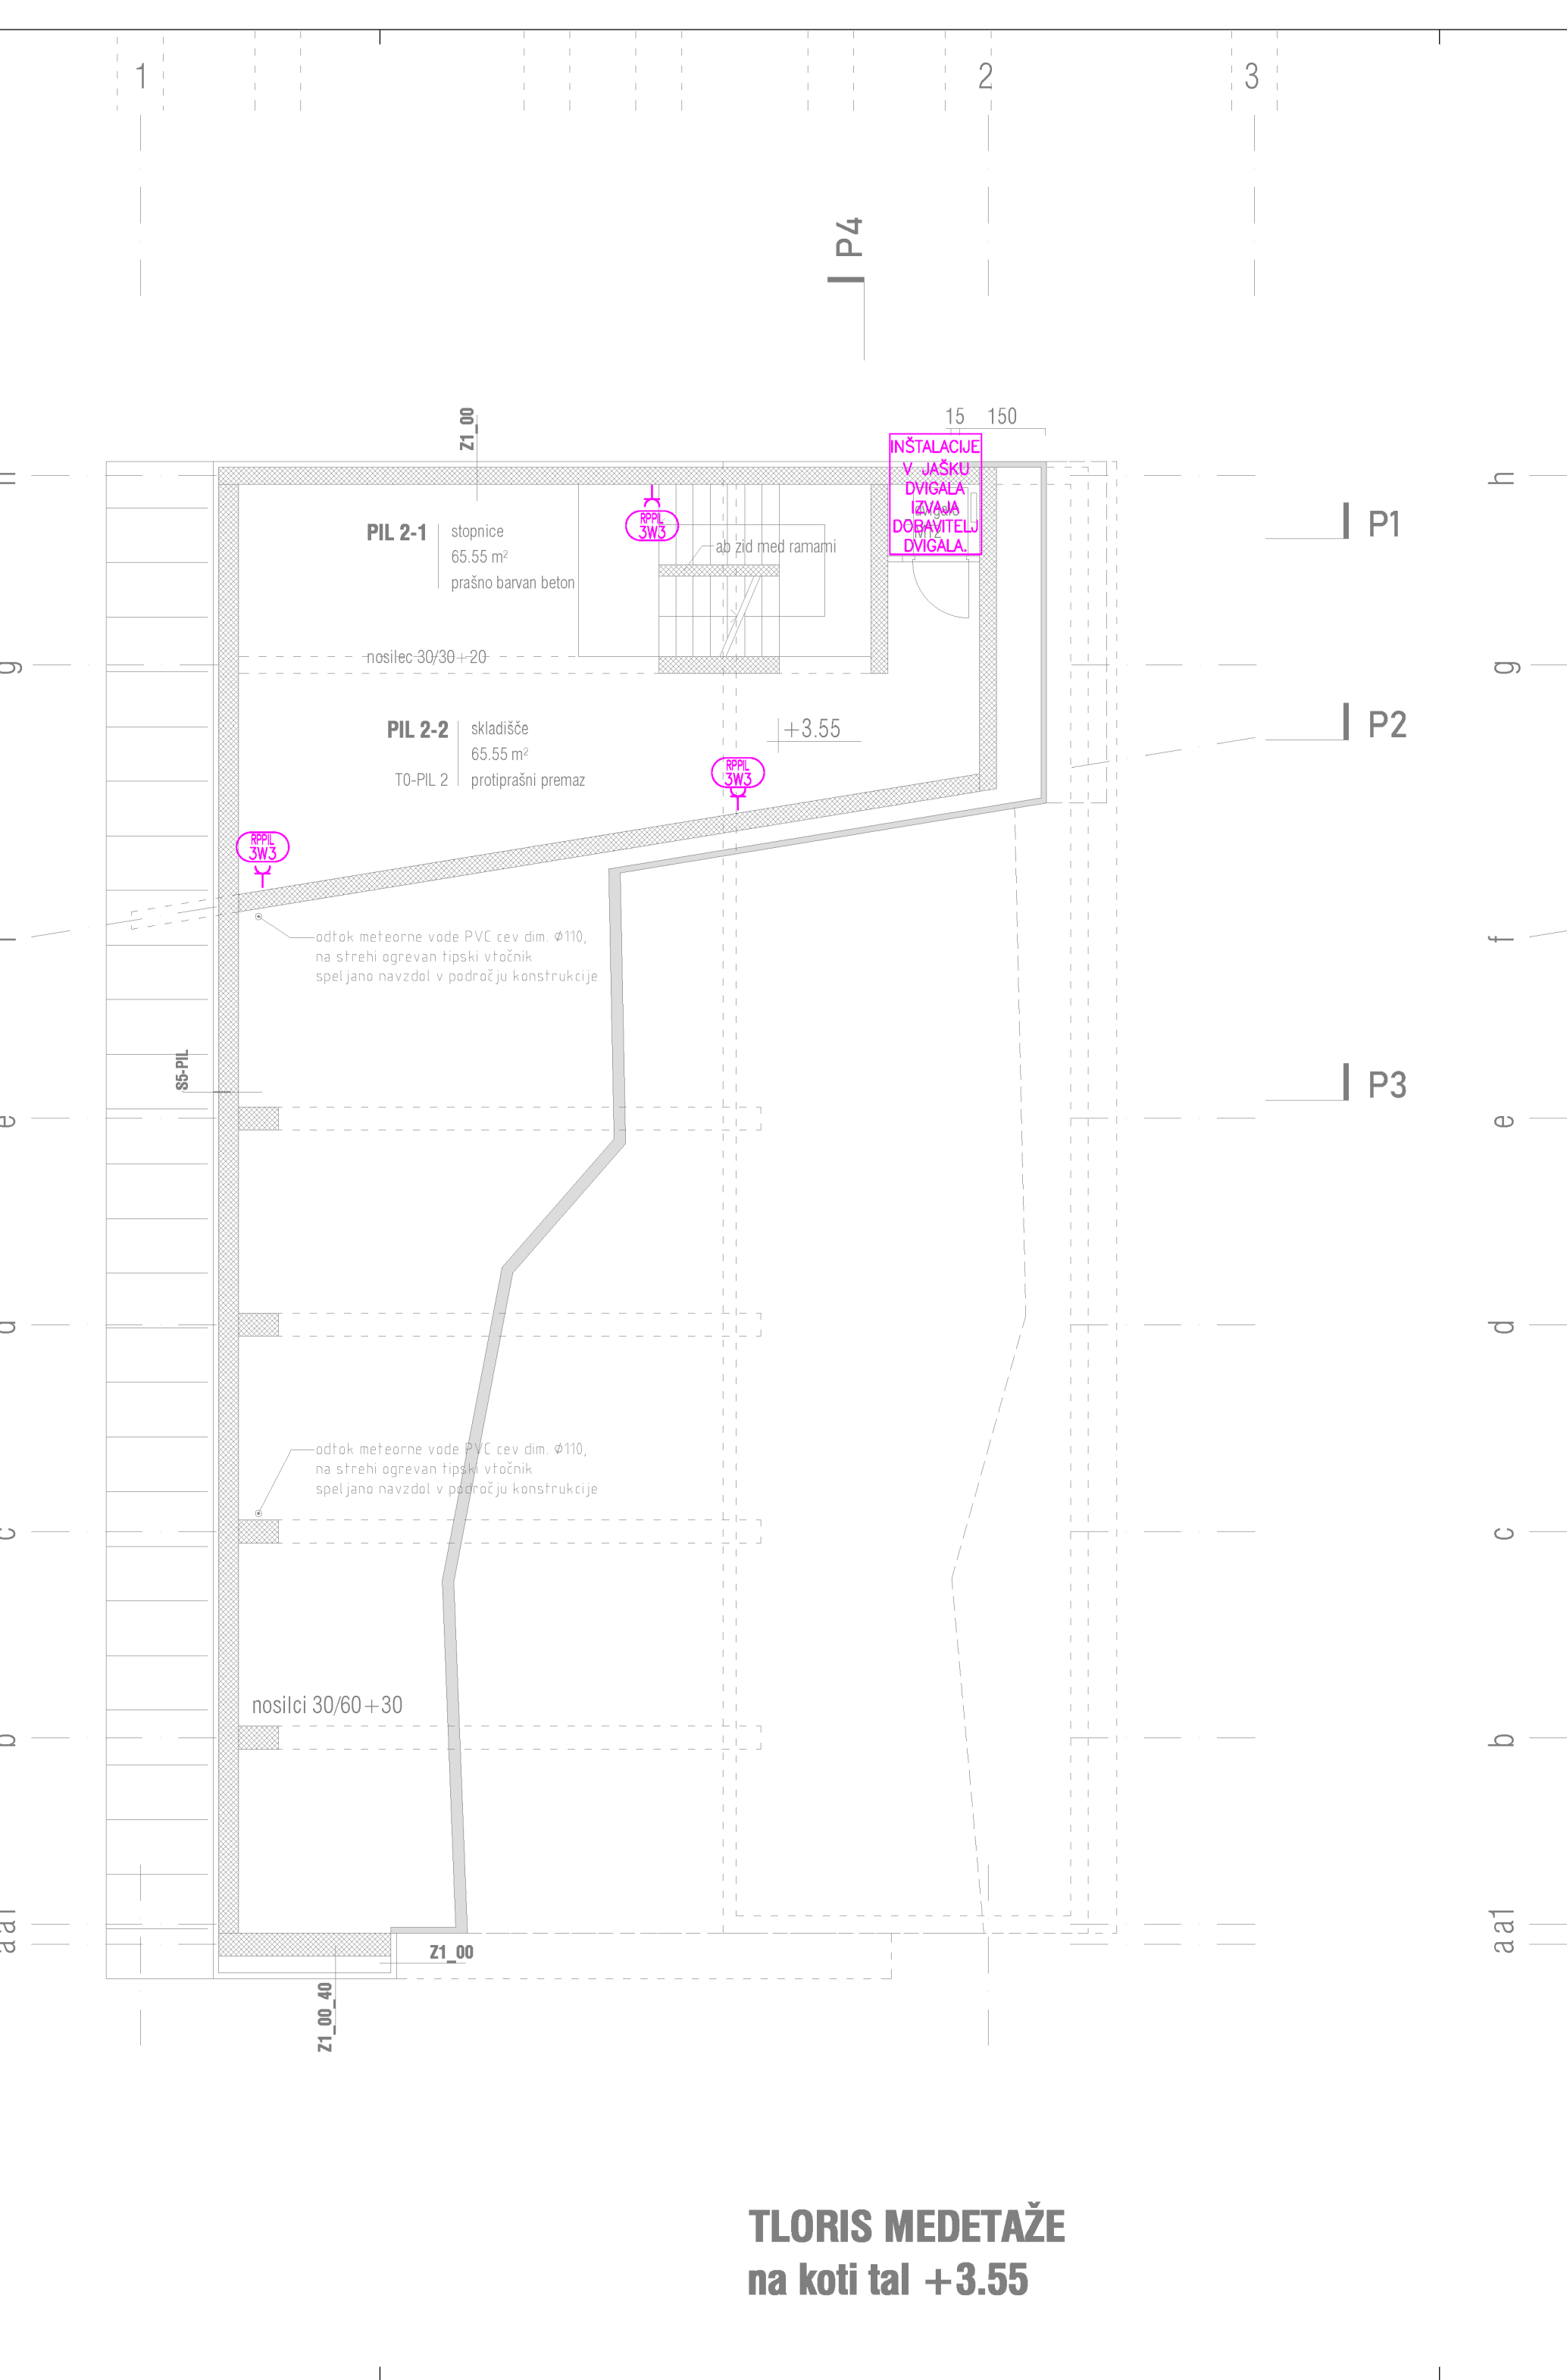 1
2
3
P4
Z1_00
15 150
INŠTALACIJE
V JAŠKU
DVIGALA
IZVAJA
DOBAVITELJ
DVIGALA.
h
h
PIL 2-1
stopnice
65.55 m²
prašno barvan beton
RPPIL
3W3
ab zid med ramami
P1
nosilec 30/30+20
g
g
PIL 2-2
skladišče
65.55 m²
T0-PIL 2
protiprašni premaz
+3.55
P2
RPPIL
3W3
RPPIL
3W3
odtok meteorne vode PVC cev dim. Ø110,
na strehi ogrevan tipski vtočnik
speljano navzdol v področju konstrukcije
f
S5-PIL
P3
e
e
d
d
odtok meteorne vode PVC cev dim. Ø110,
na strehi ogrevan tipski vtočnik
speljano navzdol v področju konstrukcije
c
c
nosilci 30/60+30
b
b
a a1
a a1
Z1_00
Z1_00_40
TLORIS MEDETAŽE
na koti tal +3.55